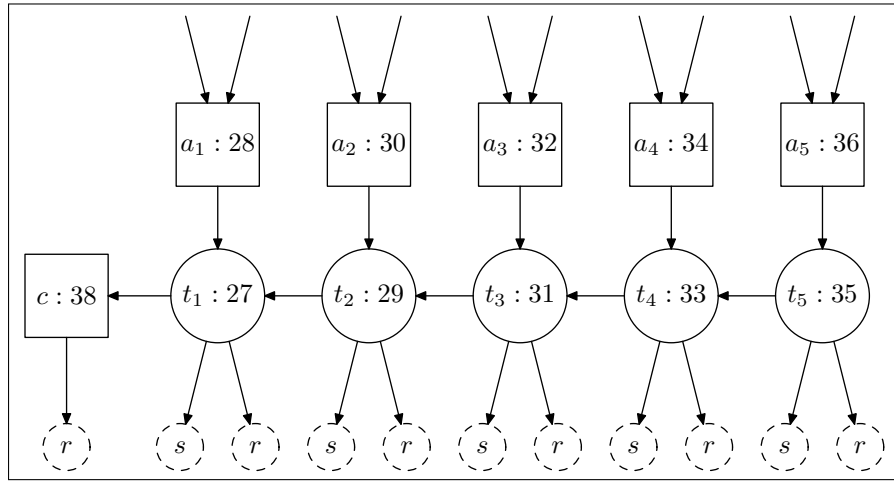 a₁ : 28 a₂ : 30 a₃ : 32 a₄ : 34 a₅ : 36
c : 38 t₁ : 27 t₂ : 29 t₃ : 31 t₄ : 33 t₅ : 35
r s r s r s r s r s r